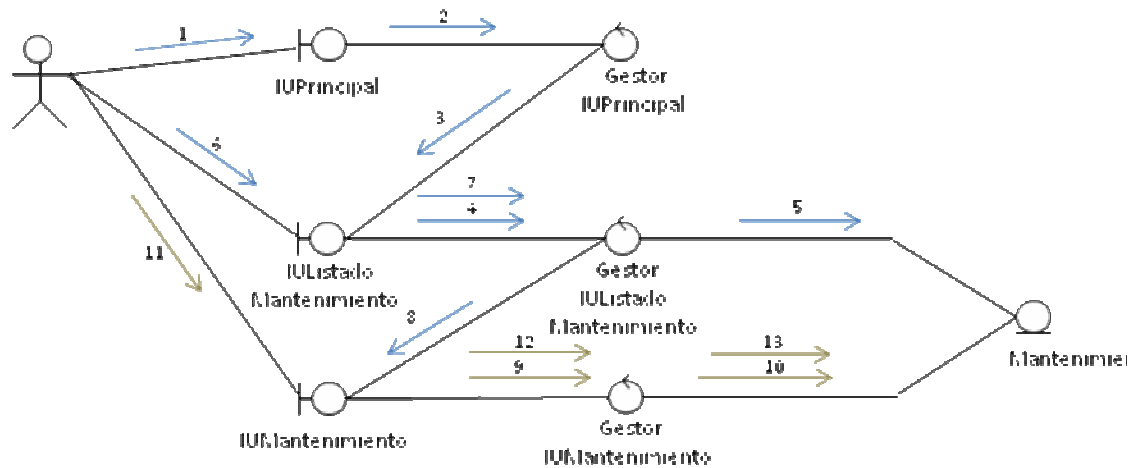 1
2
IUPrincipal
Gestor
IUPrincipal
3
6
7
4
5
11
IUListado
Mantenimiento
Gestor
IUListado
Mantenimiento
8
12
13
9
10
Mantenimie
IUMantenimiento
Gestor
IUMantenimiento